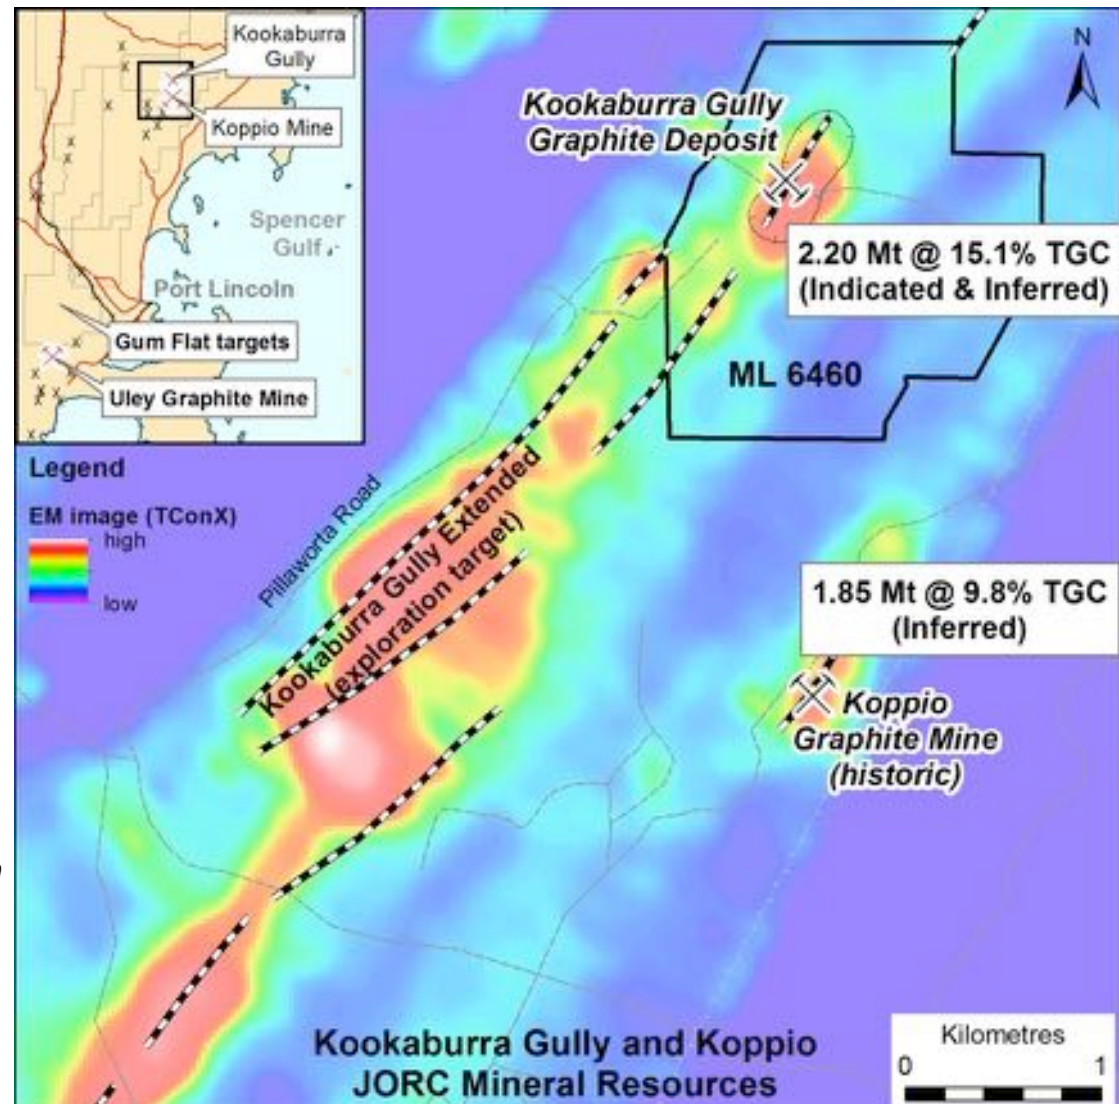 Kookaburra
Gully
Koppio Mine
Spencer
Gulf
Port Lincoln
Gum Flat targets
Uley Graphite Mine
N
Kookaburra Gully
Graphite Deposit
2.20 Mt @ 15.1% TGC
(Indicated & Inferred)
ML 6460
Legend
EM image (TConX)
high
low
Pillaworta Road
Kookaburra Gully Extended
(exploration target)
1.85 Mt @ 9.8% TGC
(Inferred)
Koppio
Graphite Mine
(historic)
Kookaburra Gully and Koppio
JORC Mineral Resources
Kilometres
0 1